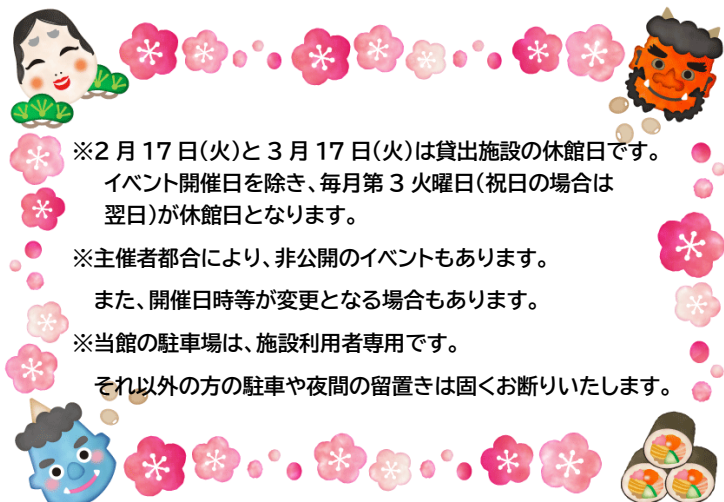 ※2月17日(火)と3月17日(火)は貸出施設の休館日です。
イベント開催日を除き、毎月第3火曜日(祝日の場合は
翌日)が休館日となります。
※主催者都合により、非公開のイベントもあります。
また、開催日時等が変更となる場合もあります。
※当館の駐車場は、施設利用者専用です。
それ以外の方の駐車や夜間の留置きは固くお断りいたします。